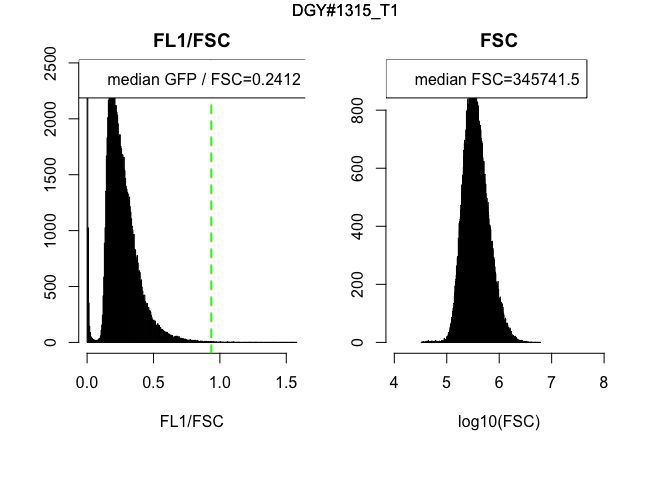 DGY#1315_T1
FL1/FSC
median GFP / FSC=0.2412
2500
2000
1500
1000
500
0
0.0 0.5 1.0 1.5
FL1/FSC
FSC
median FSC=345741.5
800
600
400
200
0
4 5 6 7 8
log10(FSC)